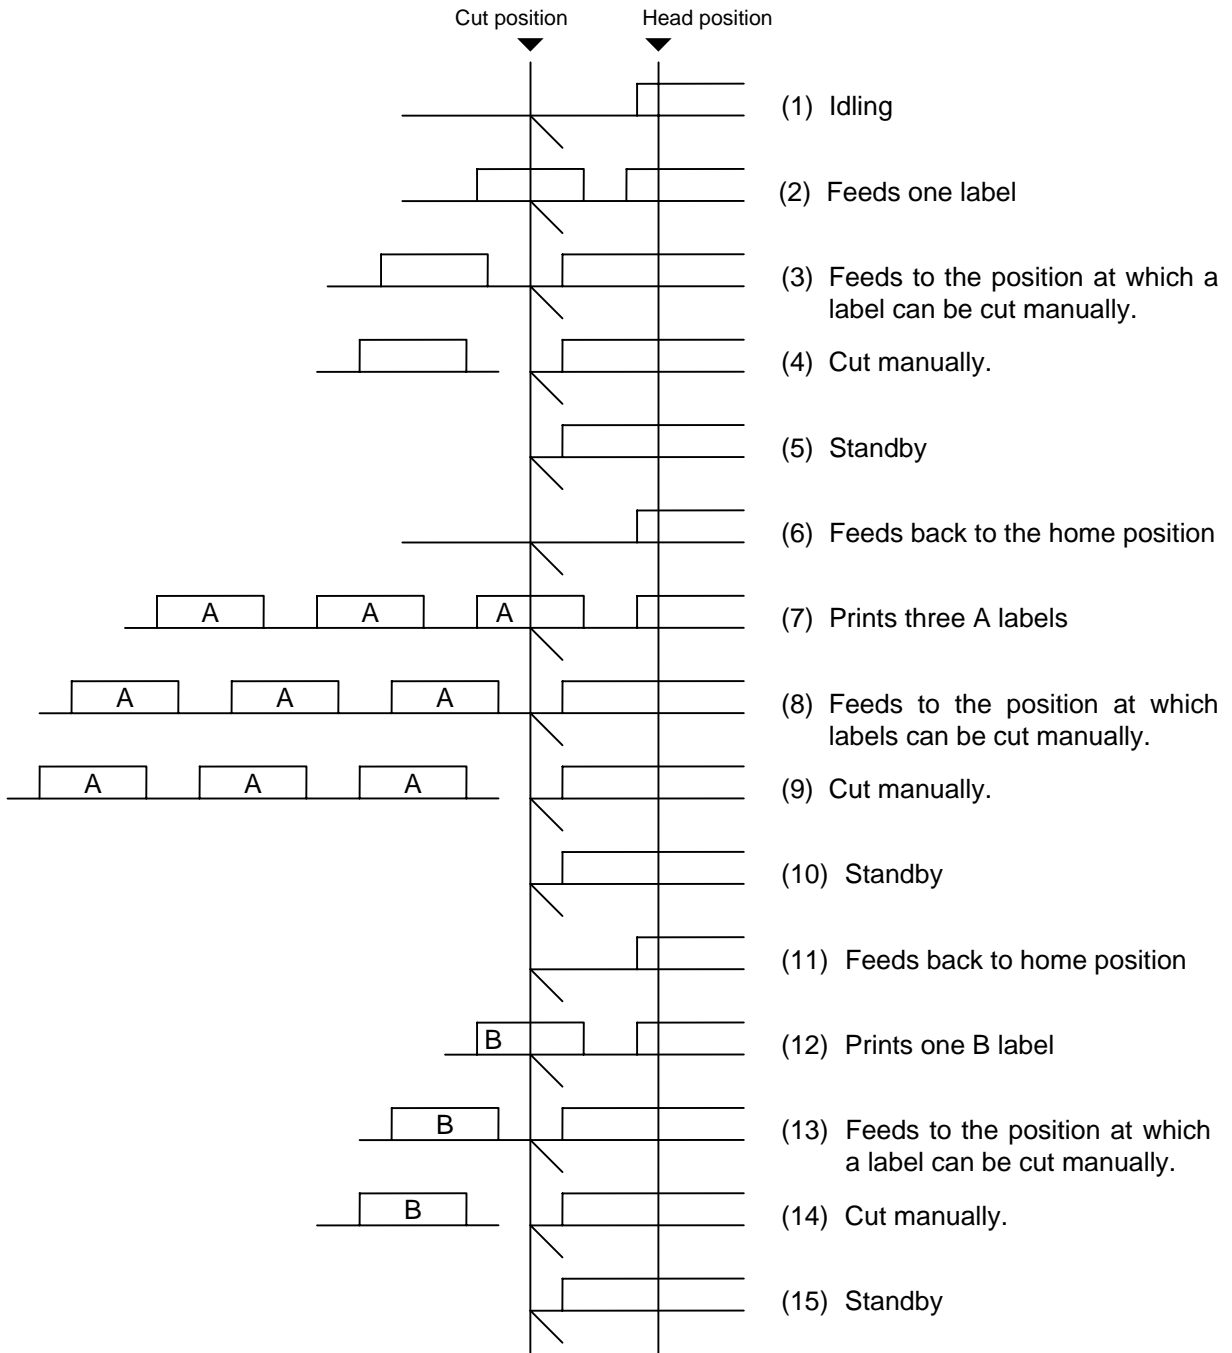 Cut position Head position
(1) Idling
(2) Feeds one label
(3) Feeds to the position at which a
label can be cut manually.
(4) Cut manually.
(5) Standby
(6) Feeds back to the home position
A A A (7) Prints three A labels
A A A (8) Feeds to the position at which
labels can be cut manually.
A A A (9) Cut manually.
(10) Standby
(11) Feeds back to home position
B (12) Prints one B label
B (13) Feeds to the position at which
a label can be cut manually.
B (14) Cut manually.
(15) Standby